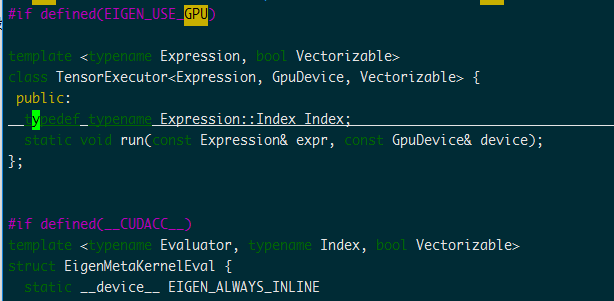 #if defined(EIGEN_USE_GPU)
template <typename Expression, bool Vectorizable>
class TensorExecutor<Expression, GpuDevice, Vectorizable> {
 public:
  typedef typename Expression::Index Index;
  static void run(const Expression& expr, const GpuDevice& device);
};
#if defined(__CUDACC__)
template <typename Evaluator, typename Index, bool Vectorizable>
struct EigenMetaKernelEval {
  static __device__ EIGEN_ALWAYS_INLINE